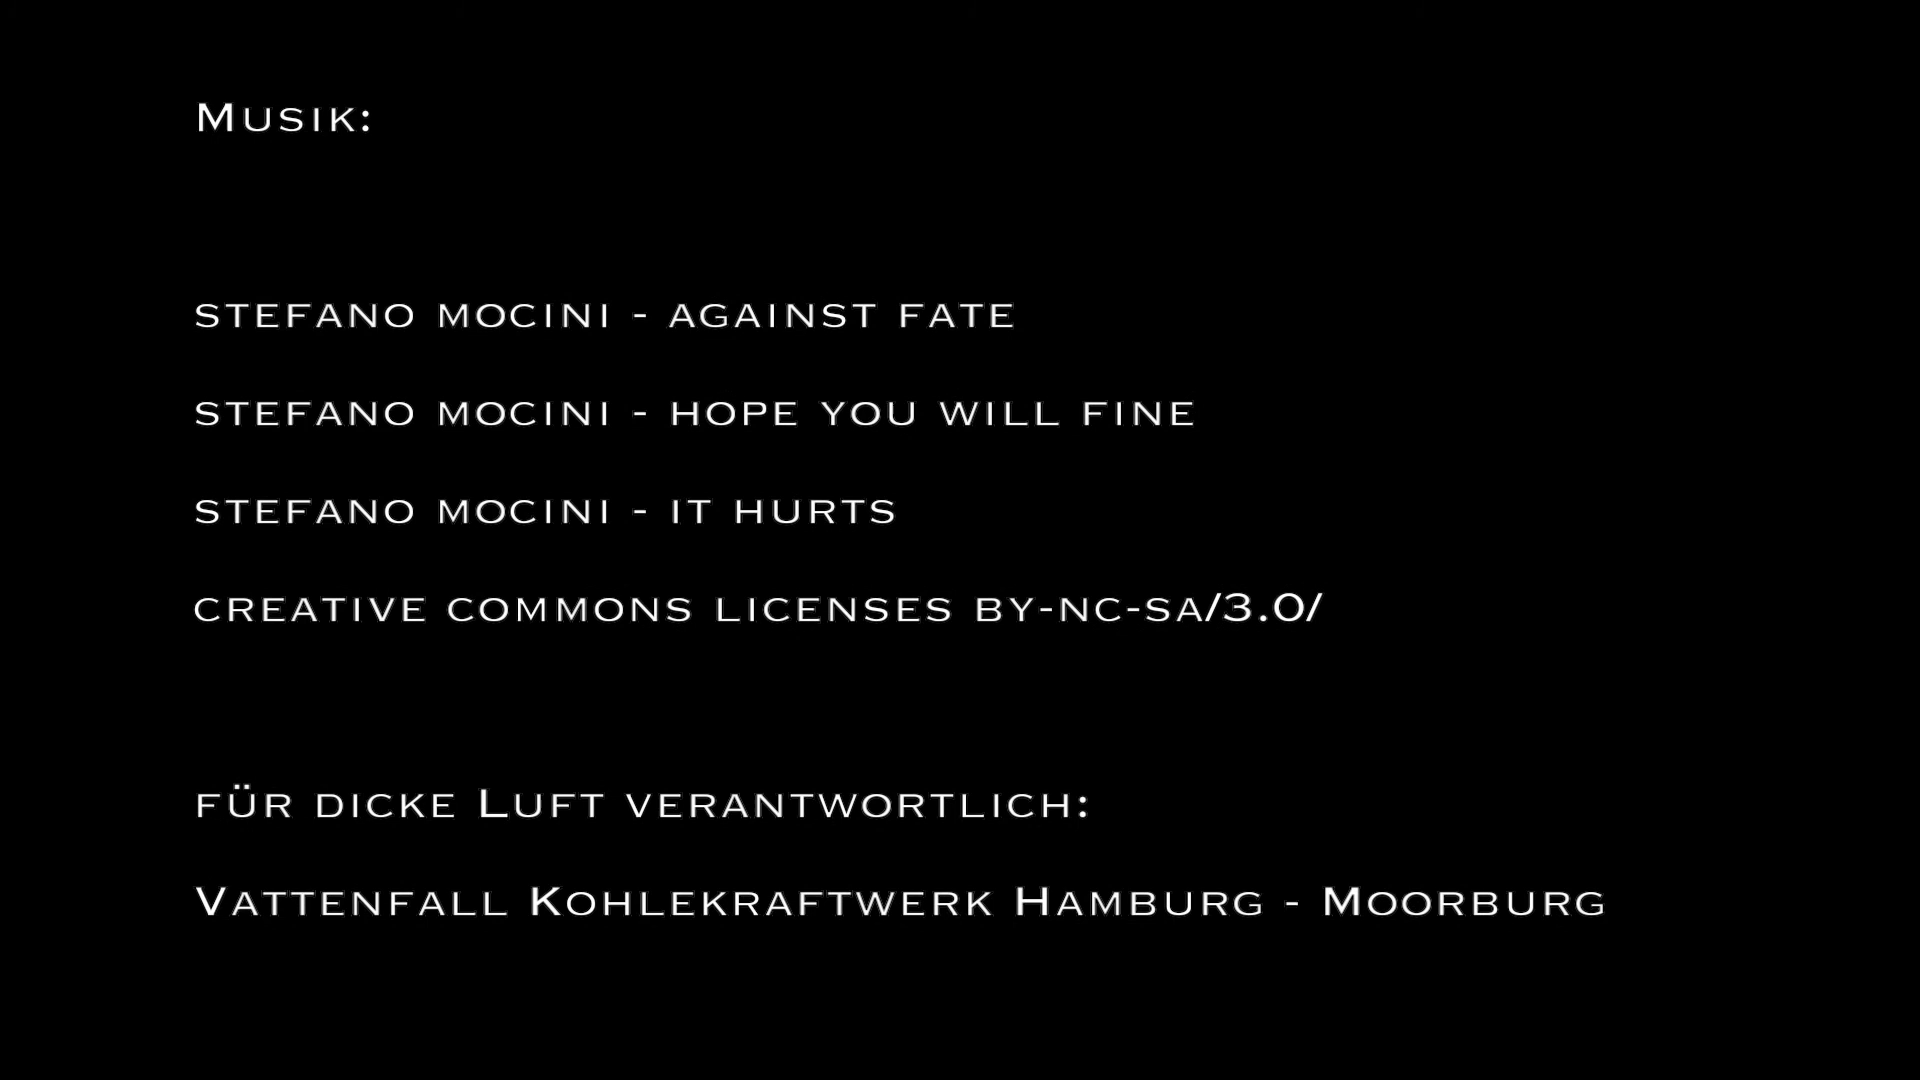 Musik:
stefano mocini - against fate
stefano mocini - hope you will fine
stefano mocini - it hurts
creative commons licenses by-nc-sa/3.0/
für dicke Luft verantwortlich:
Vattenfall Kohlekraftwerk Hamburg - Moorburg